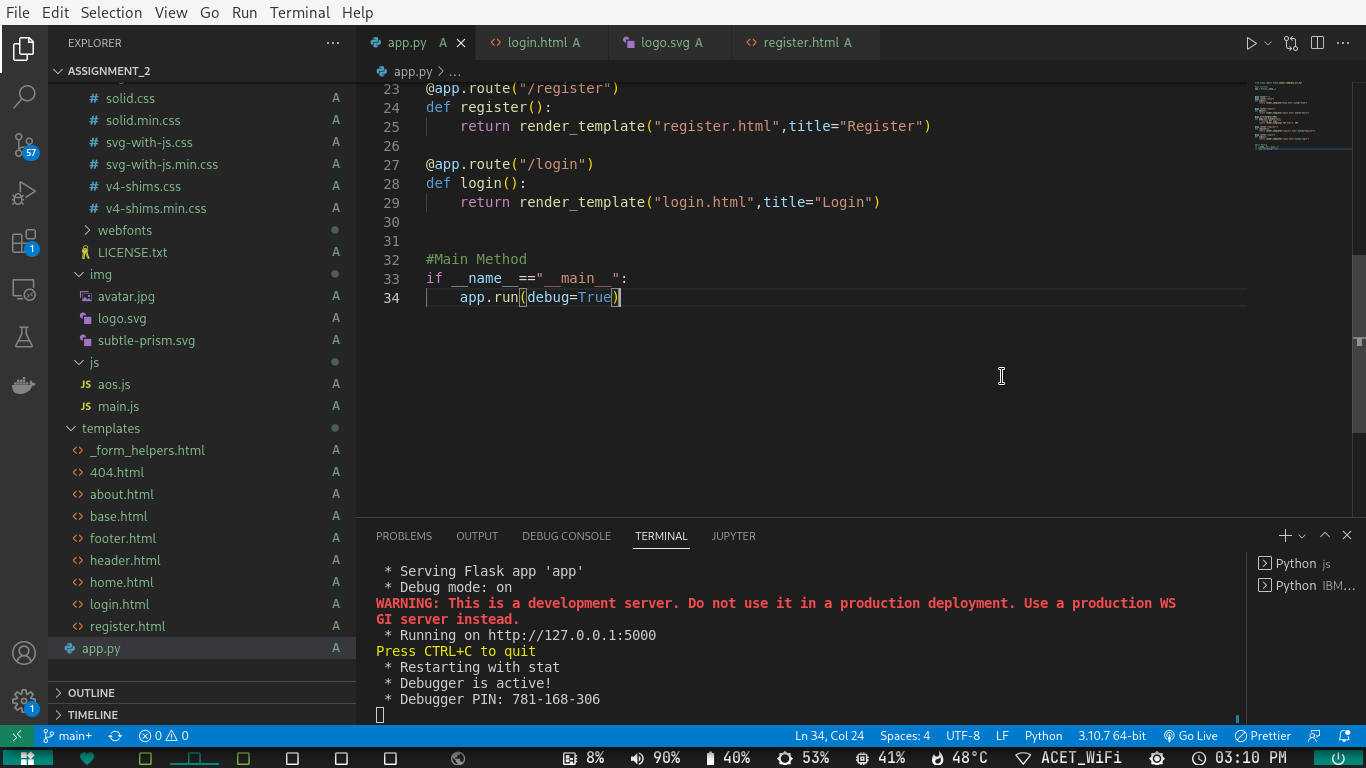 File Edit Selection View Go Run Terminal Help
EXPLORER
ASSIGNMENT_2
solid.css A
solid.min.css A
svg-with-js.css A
svg-with-js.min.css A
v4-shims.css A
v4-shims.min.css A
webfonts
LICENSE.txt A
img
avatar.jpg A
logo.svg A
subtle-prism.svg A
js
aos.js A
main.js A
templates
_form_helpers.html A
404.html A
about.html A
base.html A
footer.html A
header.html A
home.html A
login.html A
register.html A
app.py A
OUTLINE
TIMELINE
57
1
1
app.py A login.html A logo.svg A register.html A
app.py > ...
23 @app.route("/register")
24 def register():
25     return render_template("register.html",title="Register")
26
27 @app.route("/login")
28 def login():
29     return render_template("login.html",title="Login")
30
31
32 #Main Method
33 if __name__=="__main__":
34     app.run(debug=True)
PROBLEMS OUTPUT DEBUG CONSOLE TERMINAL JUPYTER
 * Serving Flask app 'app'
 * Debug mode: on
WARNING: This is a development server. Do not use it in a production deployment. Use a production WS
GI server instead.
 * Running on http://127.0.0.1:5000
Press CTRL+C to quit
 * Restarting with stat
 * Debugger is active!
 * Debugger PIN: 781-168-306
Python js
Python IBM...
main+ 0 0 Ln 34, Col 24 Spaces: 4 UTF-8 LF Python 3.10.7 64-bit Go Live Prettier
8% 90% 40% 53% 41% 48°C ACET_WiFi 03:10 PM